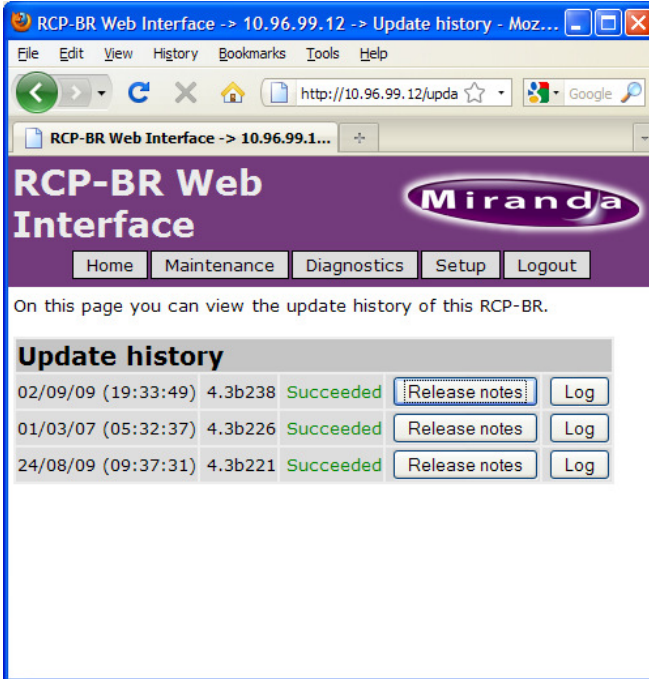 RCP-BR Web Interface -> 10.96.99.12 -> Update history - Moz...
File Edit View History Bookmarks Tools Help
http://10.96.99.12/upda Google
RCP-BR Web Interface -> 10.96.99.1...
RCP-BR Web
Interface
Miranda
Home Maintenance Diagnostics Setup Logout
On this page you can view the update history of this RCP-BR.
Update history
02/09/09 (19:33:49) 4.3b238 Succeeded Release notes Log
01/03/07 (05:32:37) 4.3b226 Succeeded Release notes Log
24/08/09 (09:37:31) 4.3b221 Succeeded Release notes Log